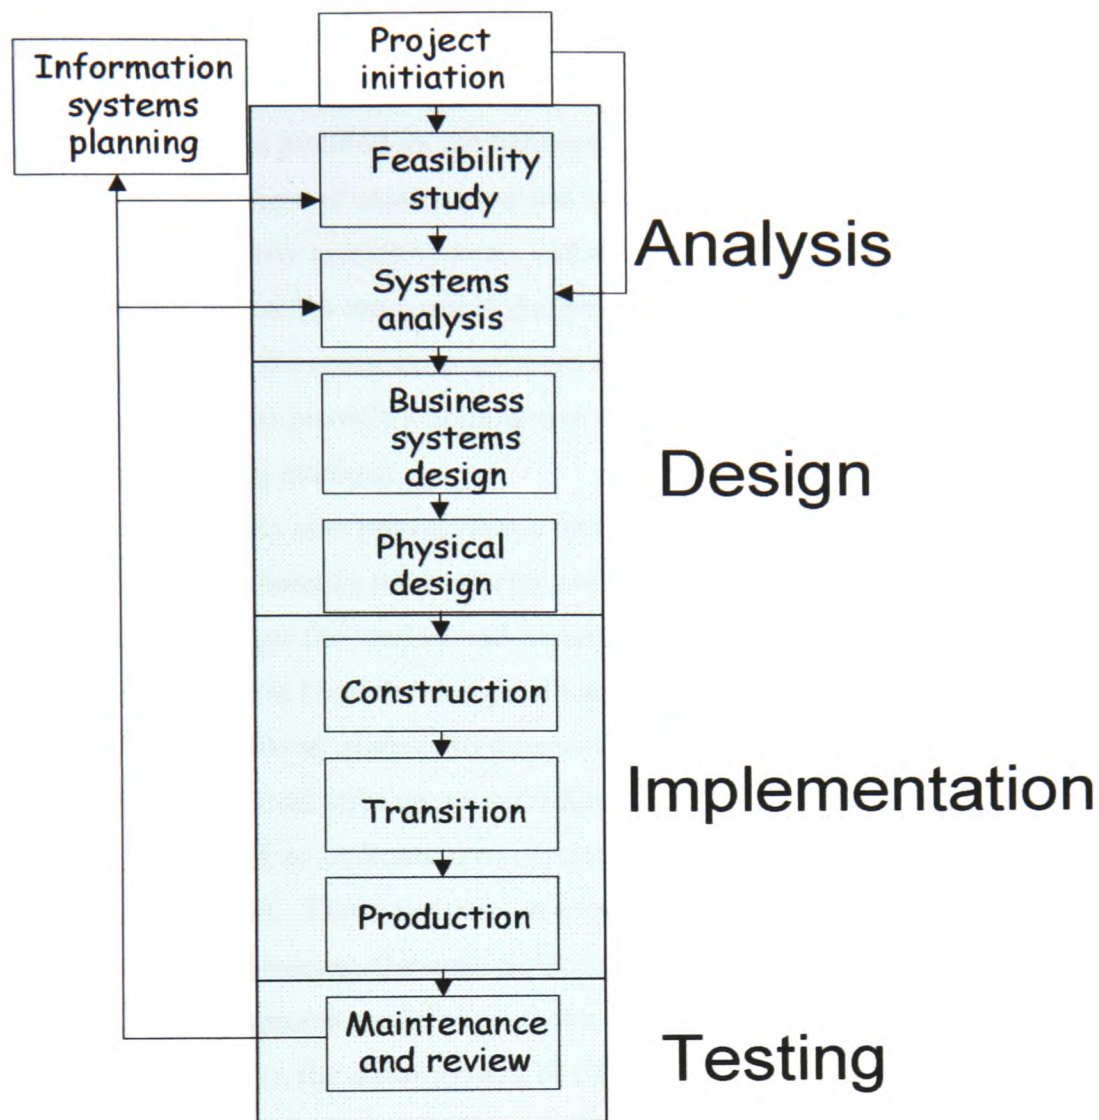 Project
initiation
Information
systems
planning
Feasibility
study
Analysis
Systems
analysis
Business
systems
design
Design
Physical
design
Construction
Transition
Implementation
Production
Maintenance
and review
Testing